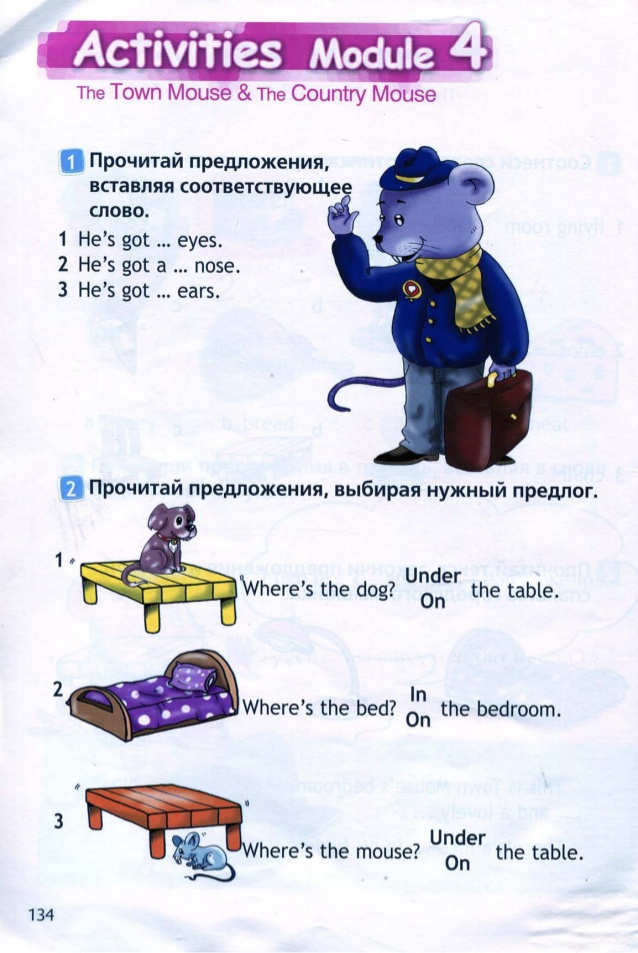 Activities Module 4
The Town Mouse & The Country Mouse
1 Прочитай предложения,
вставляя соответствующее
слово.
1 He's got ... eyes.
2 He's got a ... nose.
3 He's got ... ears.
2 Прочитай предложения, выбирая нужный предлог.
1
Where's the dog? Under
On
the table.
2
Where's the bed? In
On
the bedroom.
3
Where's the mouse? Under
On
the table.
134